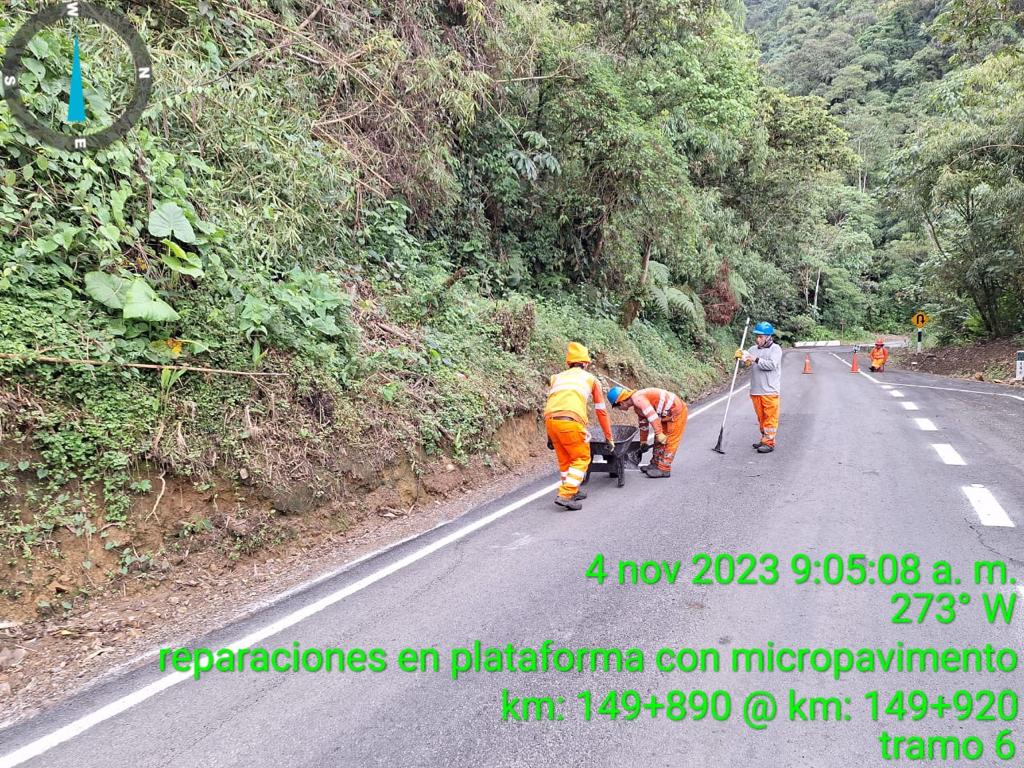 W
N
S
E
4 nov 2023 9:05:08 a. m.
273° W
reparaciones en plataforma con micropavimento
km: 149+890 @ km: 149+920
tramo 6